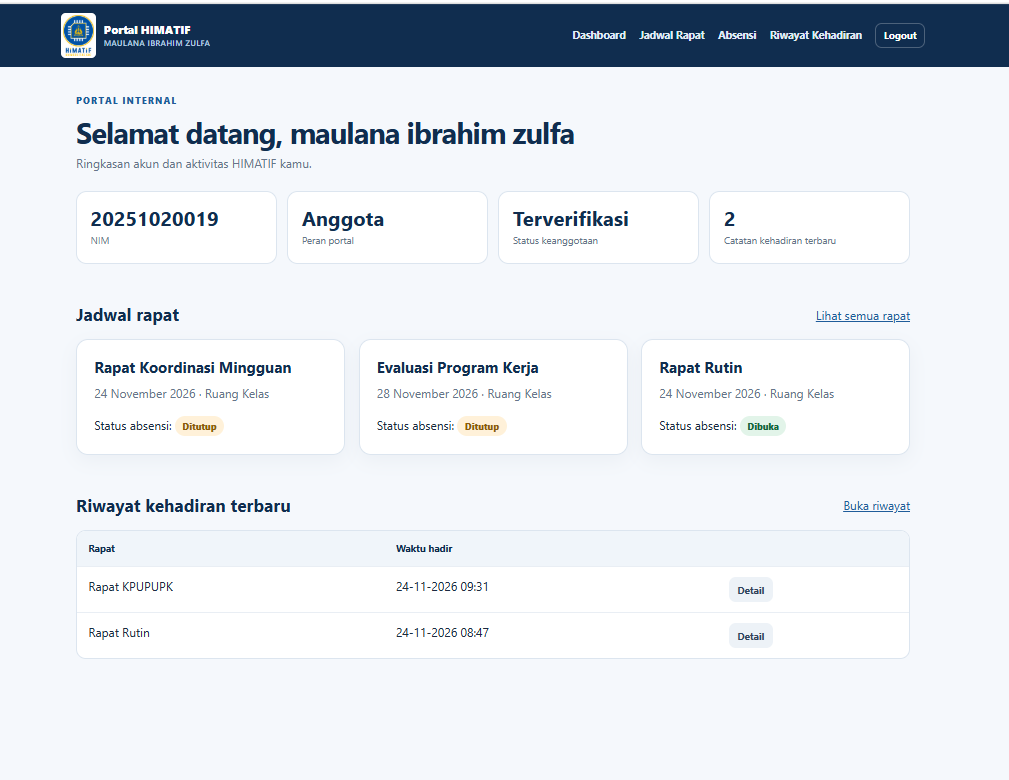 HIMATIF
Portal HIMATIF
MAULANA IBRAHIM ZULFA
Dashboard Jadwal Rapat Absensi Riwayat Kehadiran Logout
PORTAL INTERNAL
Selamat datang, maulana ibrahim zulfa
Ringkasan akun dan aktivitas HIMATIF kamu.
20251020019
NIM
Anggota
Peran portal
Terverifikasi
Status keanggotaan
2
Catatan kehadiran terbaru
Jadwal rapat
Lihat semua rapat
Rapat Koordinasi Mingguan
24 November 2026 · Ruang Kelas
Status absensi: Ditutup
Evaluasi Program Kerja
28 November 2026 · Ruang Kelas
Status absensi: Ditutup
Rapat Rutin
24 November 2026 · Ruang Kelas
Status absensi: Dibuka
Riwayat kehadiran terbaru
Buka riwayat
Rapat Waktu hadir
Rapat KPUPUPK 24-11-2026 09:31 Detail
Rapat Rutin 24-11-2026 08:47 Detail